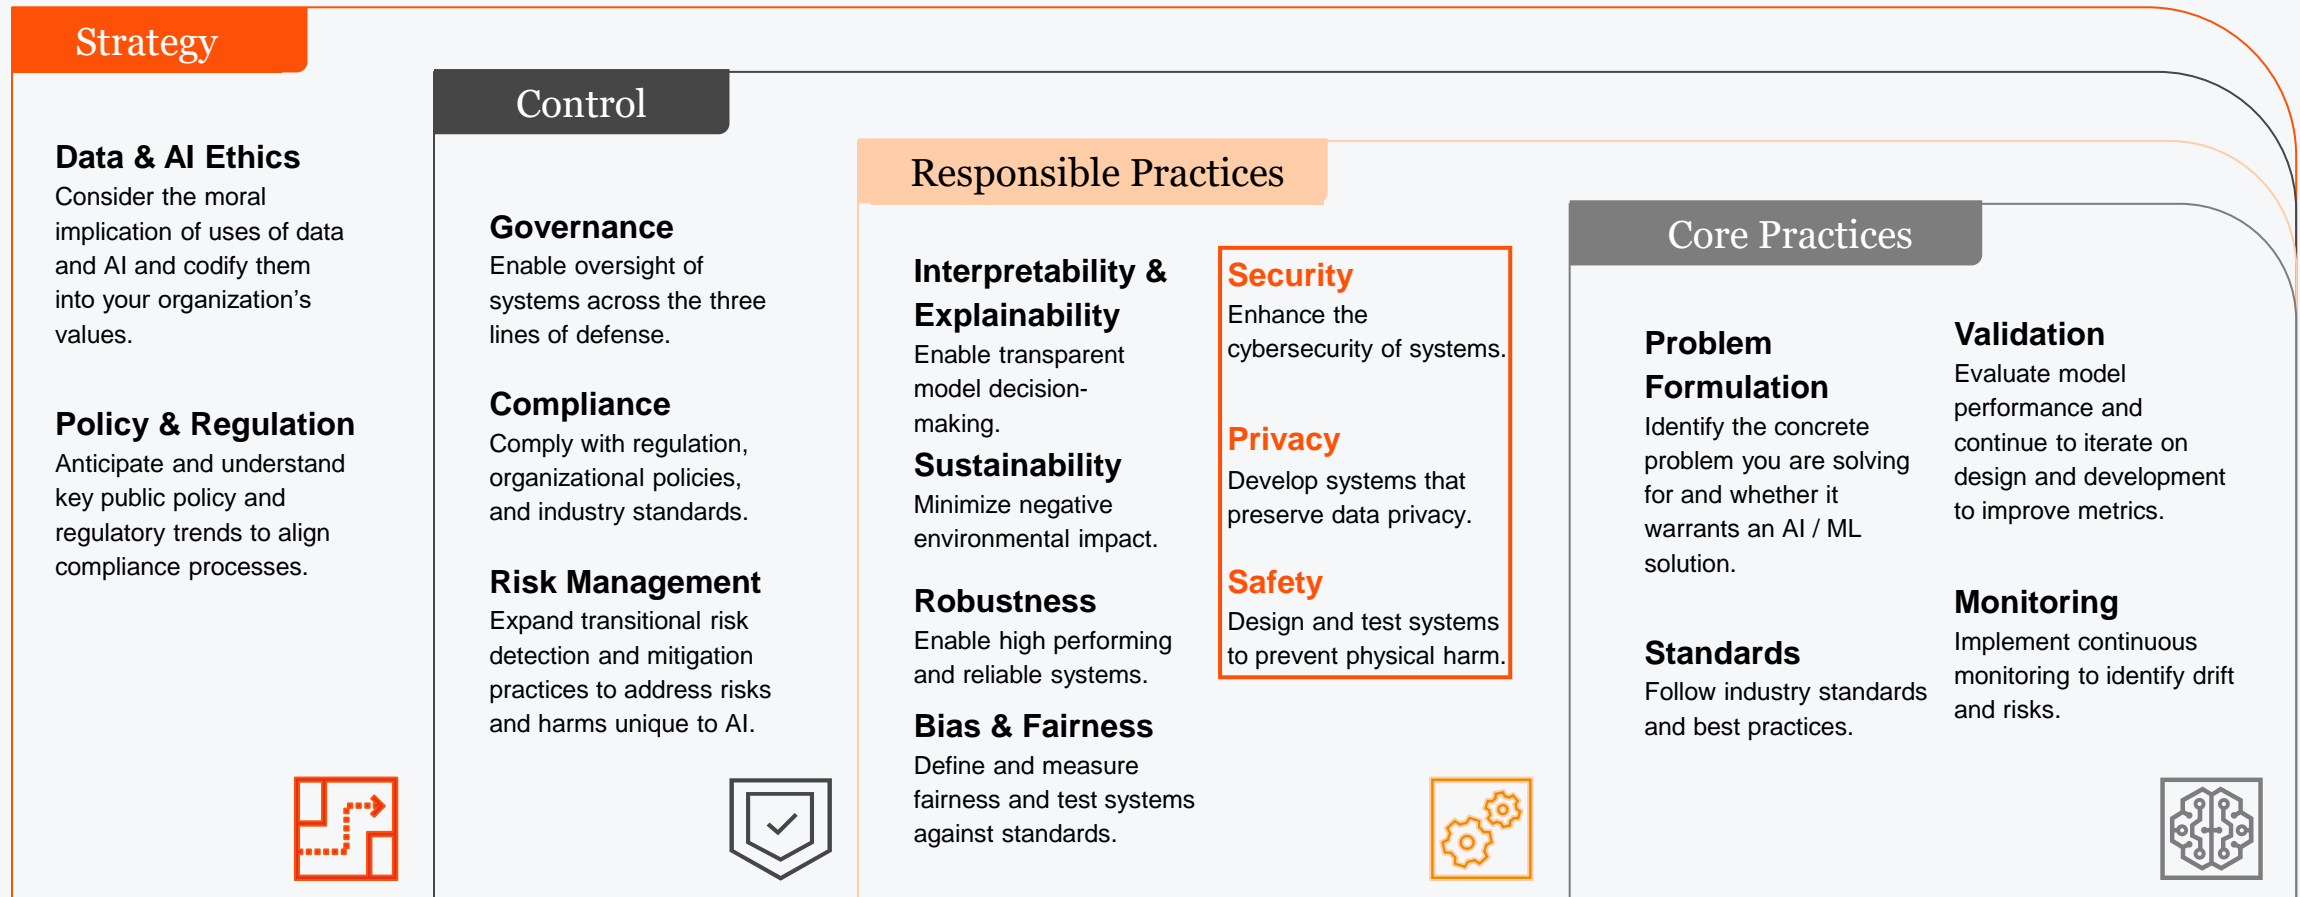 Strategy
Data & AI Ethics
Consider the moral
implication of uses of data
and AI and codify them
into your organization's
values.
Policy & Regulation
Anticipate and understand
key public policy and
regulatory trends to align
compliance processes.
Control
Governance
Enable oversight of
systems across the three
lines of defense.
Compliance
Comply with regulation,
organizational policies,
and industry standards.
Risk Management
Expand transitional risk
detection and mitigation
practices to address risks
and harms unique to AI.
Responsible Practices
Interpretability &
Explainability
Enable transparent
model decision-
making.
Sustainability
Minimize negative
environmental impact.
Robustness
Enable high performing
and reliable systems.
Bias & Fairness
Define and measure
fairness and test systems
against standards.
Security
Enhance the
cybersecurity of systems.
Privacy
Develop systems that
preserve data privacy.
Safety
Design and test systems
to prevent physical harm.
Core Practices
Problem
Formulation
Identify the concrete
problem you are solving
for and whether it
warrants an AI / ML
solution.
Standards
Follow industry standards
and best practices.
Validation
Evaluate model
performance and
continue to iterate on
design and development
to improve metrics.
Monitoring
Implement continuous
monitoring to identify drift
and risks.